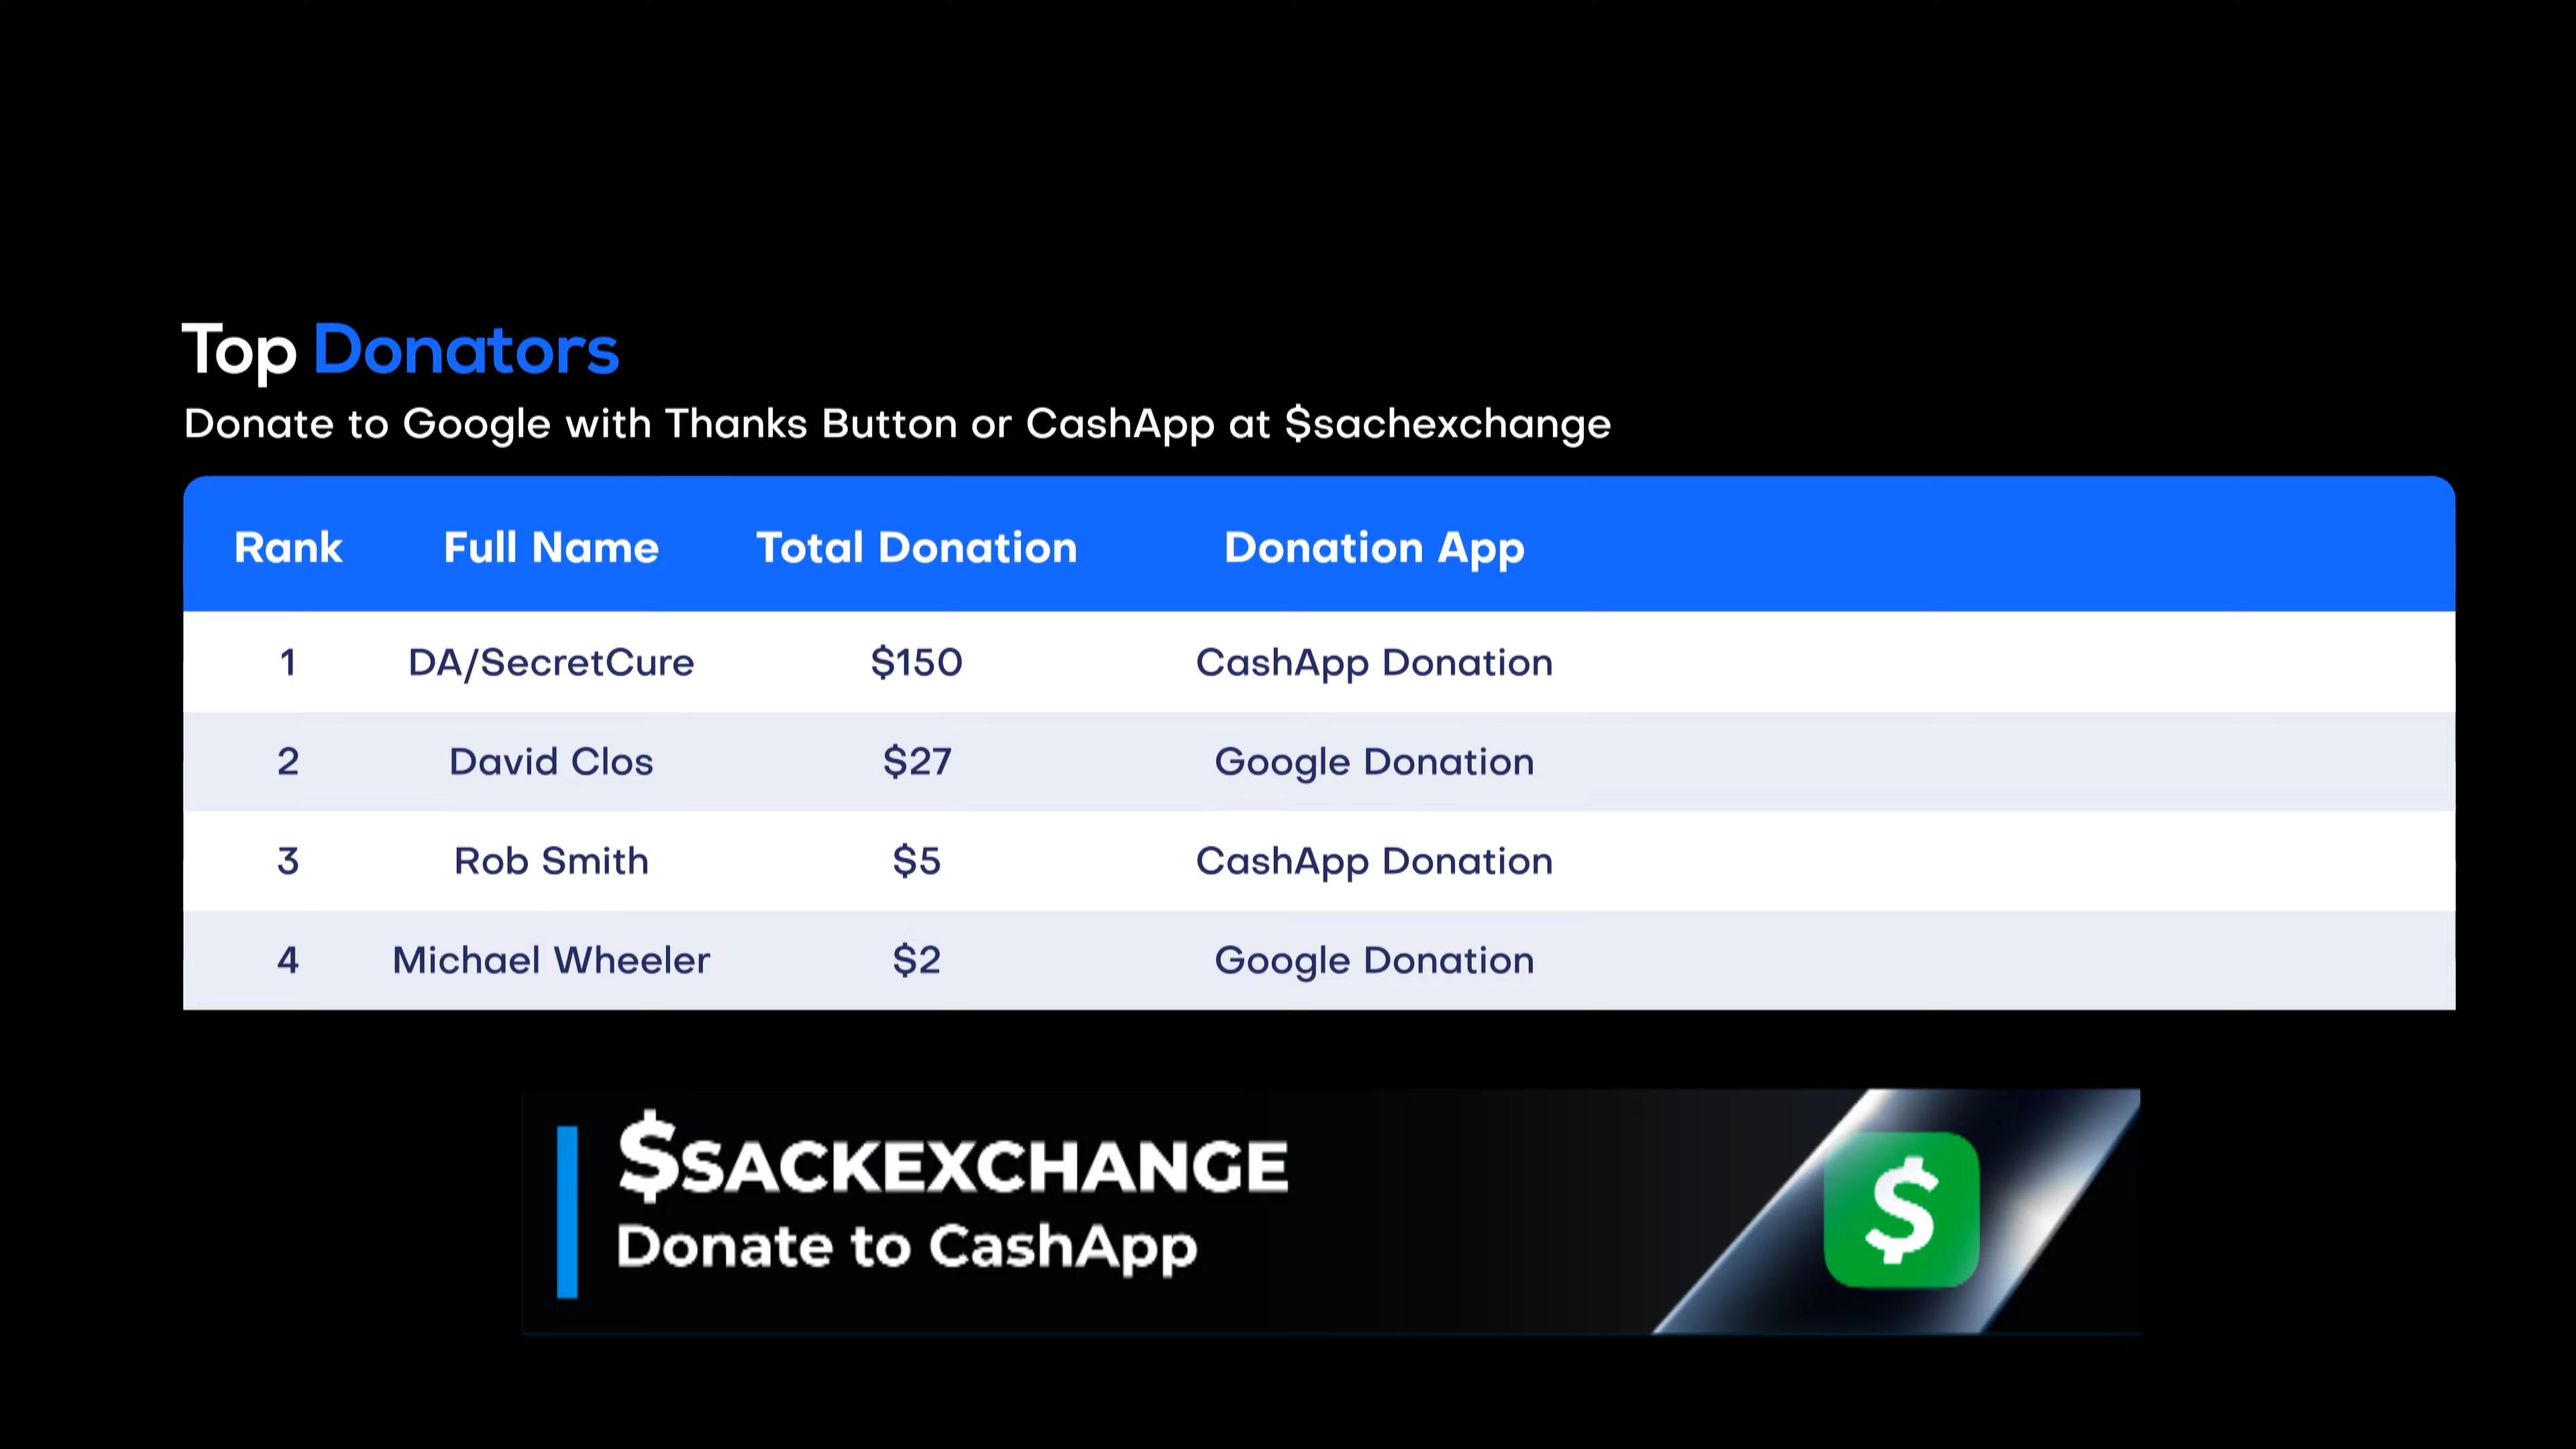 Top Donators
Donate to Google with Thanks Button or CashApp at $sachexchange
Rank Full Name Total Donation Donation App
1 DA/SecretCure $150 CashApp Donation
2 David Clos $27 Google Donation
3 Rob Smith $5 CashApp Donation
4 Michael Wheeler $2 Google Donation
$SACKEXCHANGE
Donate to CashApp
$